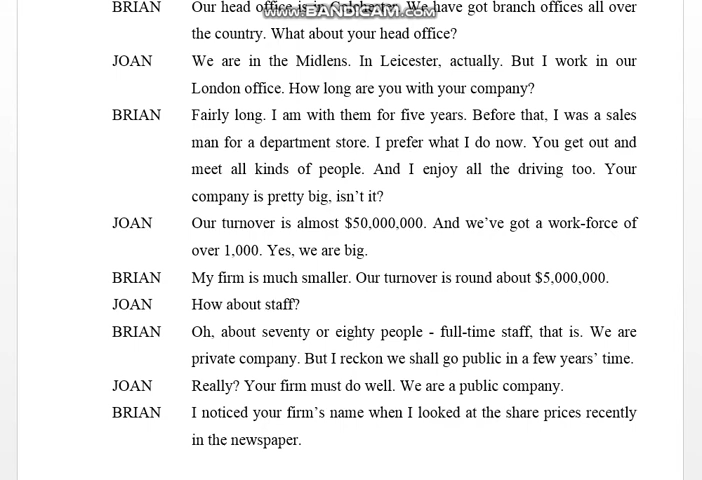 www.BANDICAM.com
BRIAN Our head office is in Colchester. We have got branch offices all over
the country. What about your head office?
JOAN We are in the Midlens. In Leicester, actually. But I work in our
London office. How long are you with your company?
BRIAN Fairly long. I am with them for five years. Before that, I was a sales
man for a department store. I prefer what I do now. You get out and
meet all kinds of people. And I enjoy all the driving too. Your
company is pretty big, isn’t it?
JOAN Our turnover is almost $50,000,000. And we’ve got a work-force of
over 1,000. Yes, we are big.
BRIAN My firm is much smaller. Our turnover is round about $5,000,000.
JOAN How about staff?
BRIAN Oh, about seventy or eighty people - full-time staff, that is. We are
private company. But I reckon we shall go public in a few years’ time.
JOAN Really? Your firm must do well. We are a public company.
BRIAN I noticed your firm’s name when I looked at the share prices recently
in the newspaper.